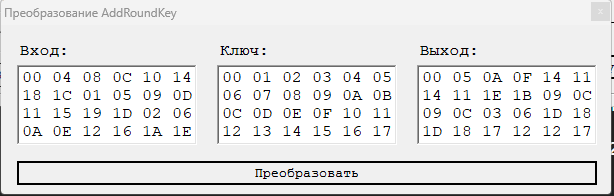 Преобразование AddRoundKey
Вход:
00 04 08 0C 10 14
18 1C 01 05 09 0D
11 15 19 1D 02 06
0A 0E 12 16 1A 1E
Ключ:
00 01 02 03 04 05
06 07 08 09 0A 0B
0C 0D 0E 0F 10 11
12 13 14 15 16 17
Выход:
00 05 0A 0F 14 11
14 11 1E 1B 09 0C
09 0C 03 06 1D 18
1D 18 17 12 12 17
Преобразовать